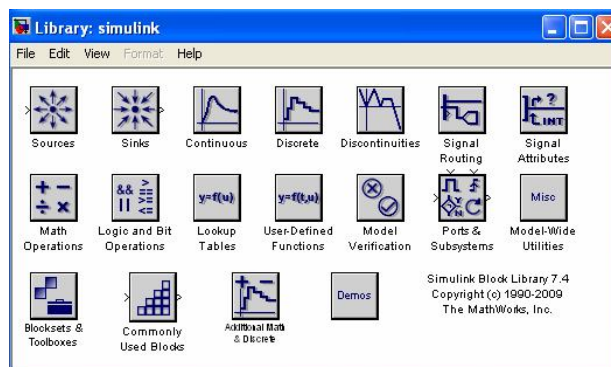 Library: simulink
File Edit View Format Help
Sources Sinks Continuous Discrete Discontinuities Signal Routing Signal Attributes
? INT
Math Operations
&& >= || == <=
Logic and Bit Operations
y=f(u)
Lookup Tables
y=f(t,u)
User-Defined Functions
Model Verification
Y N
Ports & Subsystems
Misc
Model-Wide Utilities
Blocksets & Toolboxes
Commonly Used Blocks
Additional Math & Discrete
Demos
Simulink Block Library 7.4
Copyright (c) 1990-2009
The MathWorks, Inc.